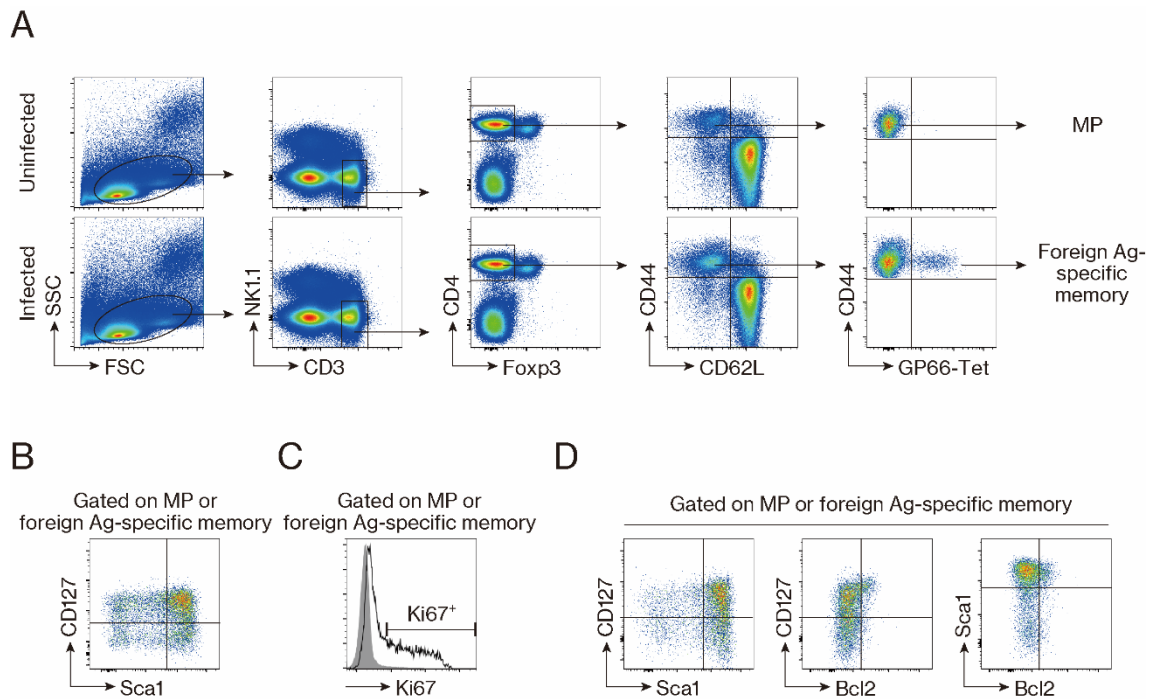 A
Uninfected
MP
Infected
SSC
FSC
NK1.1
CD3
CD4
Foxp3
CD44
CD62L
CD44
GP66-Tet
Foreign Ag-
specific
memory
B
Gated on MP or
foreign Ag-specific memory
CD127
Sca1
C
Gated on MP or
foreign Ag-specific memory
Ki67+
Ki67
D
Gated on MP or foreign Ag-specific memory
CD127
Sca1
CD127
Bcl2
Sca1
Bcl2